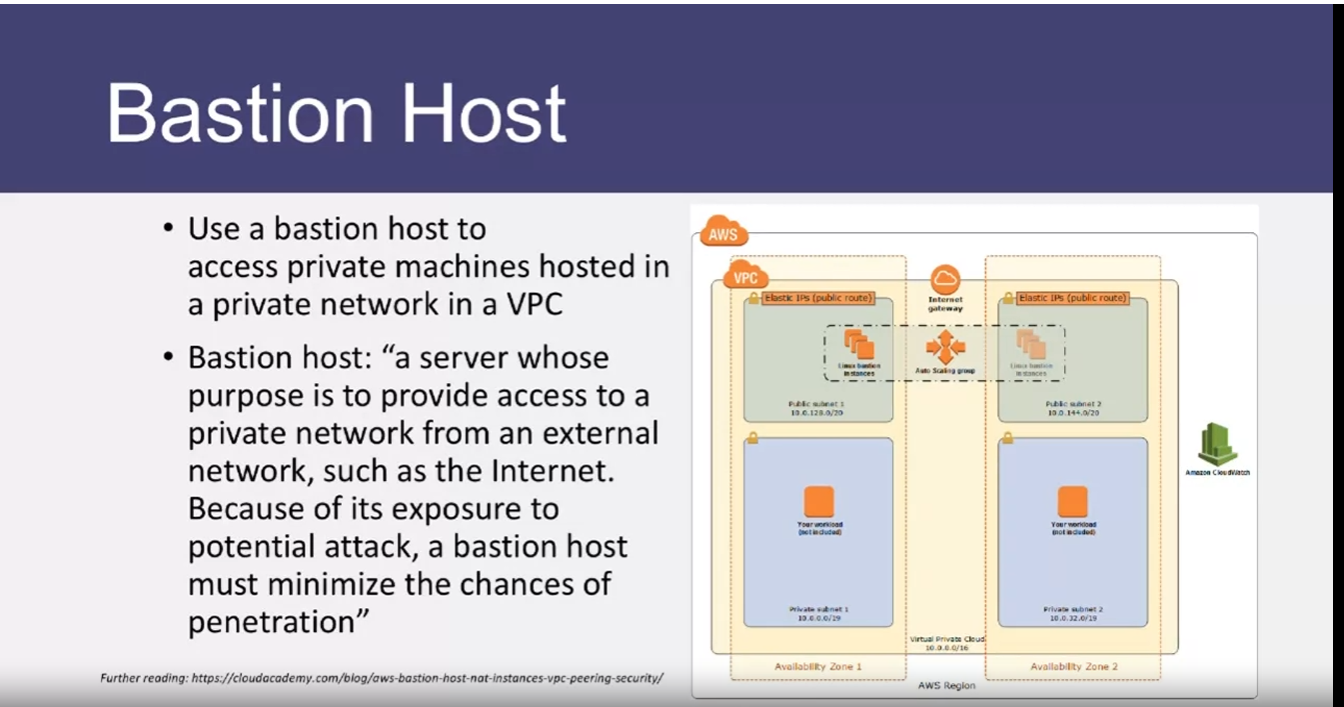 Bastion Host
• Use a bastion host to
access private machines hosted in
a private network in a VPC
• Bastion host: “a server whose
purpose is to provide access to a
private network from an external
network, such as the Internet.
Because of its exposure to
potential attack, a bastion host
must minimize the chances of
penetration”
Further reading: https://cloudacademy.com/blog/aws-bastion-host-nat-instances-vpc-peering-security/
AWS
VPC
Elastic IPs (public route)
Internet
gateway
Elastic IPs (public route)
Linux bastion
instances
Auto Scaling group
Linux bastion
instances
Public subnet 1
10.0.128.0/20
Public subnet 2
10.0.144.0/20
Amazon CloudWatch
Your workload
(not included)
Your workload
(not included)
Private subnet 1
10.0.0.0/19
Private subnet 2
10.0.32.0/19
Virtual Private Cloud
10.0.0.0/16
Availability Zone 1
Availability Zone 2
AWS Region